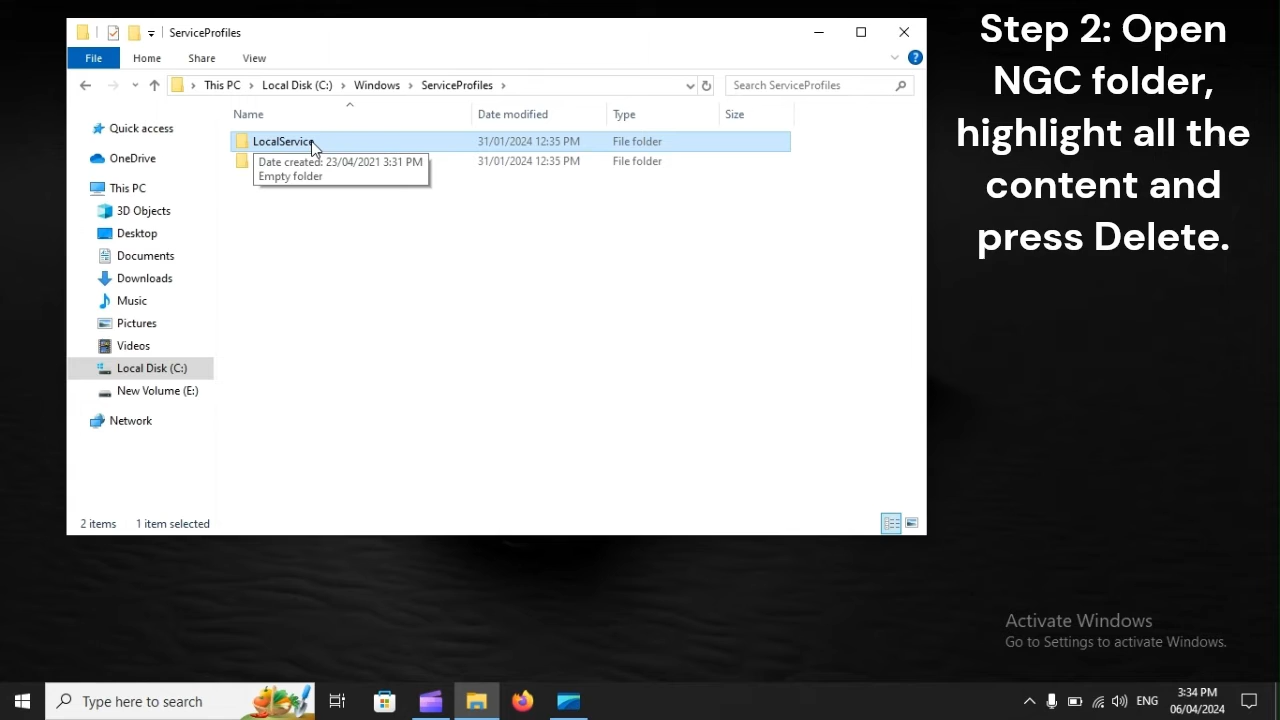 ServiceProfiles
File
Home
Share
View
This PC
Local Disk (C:)
Windows
ServiceProfiles
Search ServiceProfiles
Name
Date modified
Type
Size
Quick access
OneDrive
This PC
3D Objects
Desktop
Documents
Downloads
Music
Pictures
Videos
Local Disk (C:)
New Volume (E:)
Network
LocalService
31/01/2024 12:35 PM
File folder
31/01/2024 12:35 PM
File folder
Date created: 23/04/2021 3:31 PM
Empty folder
2 items
1 item selected
Step 2: Open
NGC folder,
highlight all the
content and
press Delete.
Activate Windows
Go to Settings to activate Windows.
Type here to search
ENG
3:34 PM
06/04/2024